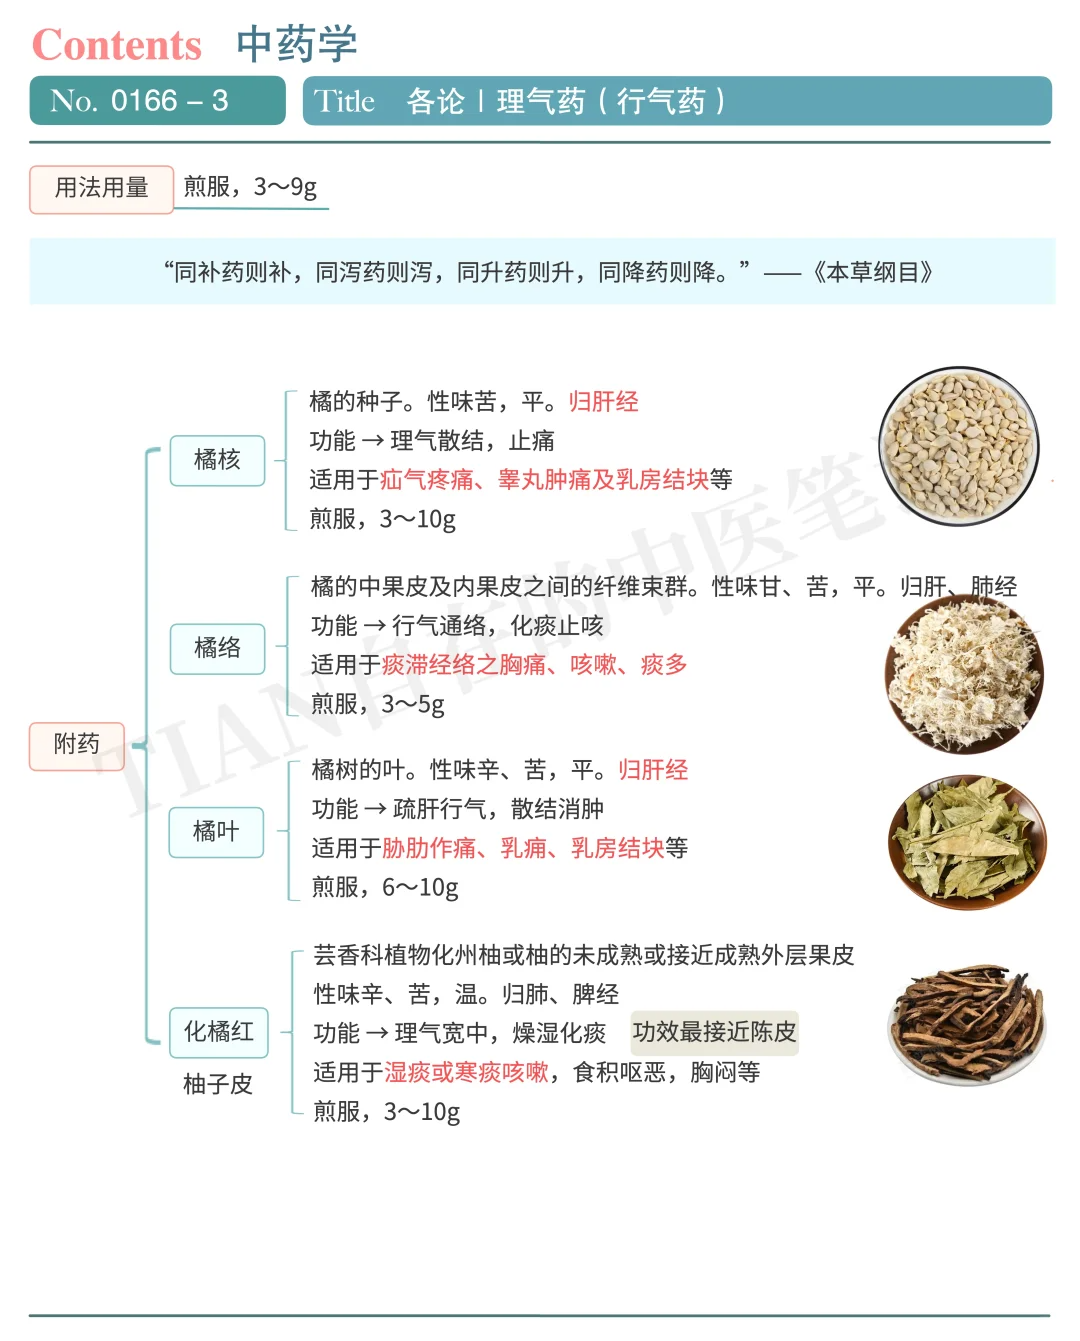 Contents 中药学
No. 0166 – 3
Title 各论 | 理气药（行气药）
用法用量 煎服，3～9g
“同补药则补，同泻药则泻，同升药则升，同降药则降。”——《本草纲目》
附药
橘核
橘的种子。性味苦，平。归肝经
功能 → 理气散结，止痛
适用于疝气疼痛、睾丸肿痛及乳房结块等
煎服，3～10g
橘络
橘的中果皮及内果皮之间的纤维束群。性味甘、苦，平。归肝、肺经
功能 → 行气通络，化痰止咳
适用于痰滞经络之胸痛、咳嗽、痰多
煎服，3～5g
橘叶
橘树的叶。性味辛、苦，平。归肝经
功能 → 疏肝行气，散结消肿
适用于胁肋作痛、乳痈、乳房结块等
煎服，6～10g
化橘红
柚子皮
芸香科植物化州柚或柚的未成熟或接近成熟外层果皮
性味辛、苦，温。归肺、脾经
功能 → 理气宽中，燥湿化痰 功效最接近陈皮
适用于湿痰或寒痰咳嗽，食积呕恶，胸闷等
煎服，3～10g
TIAN自在的中医笔